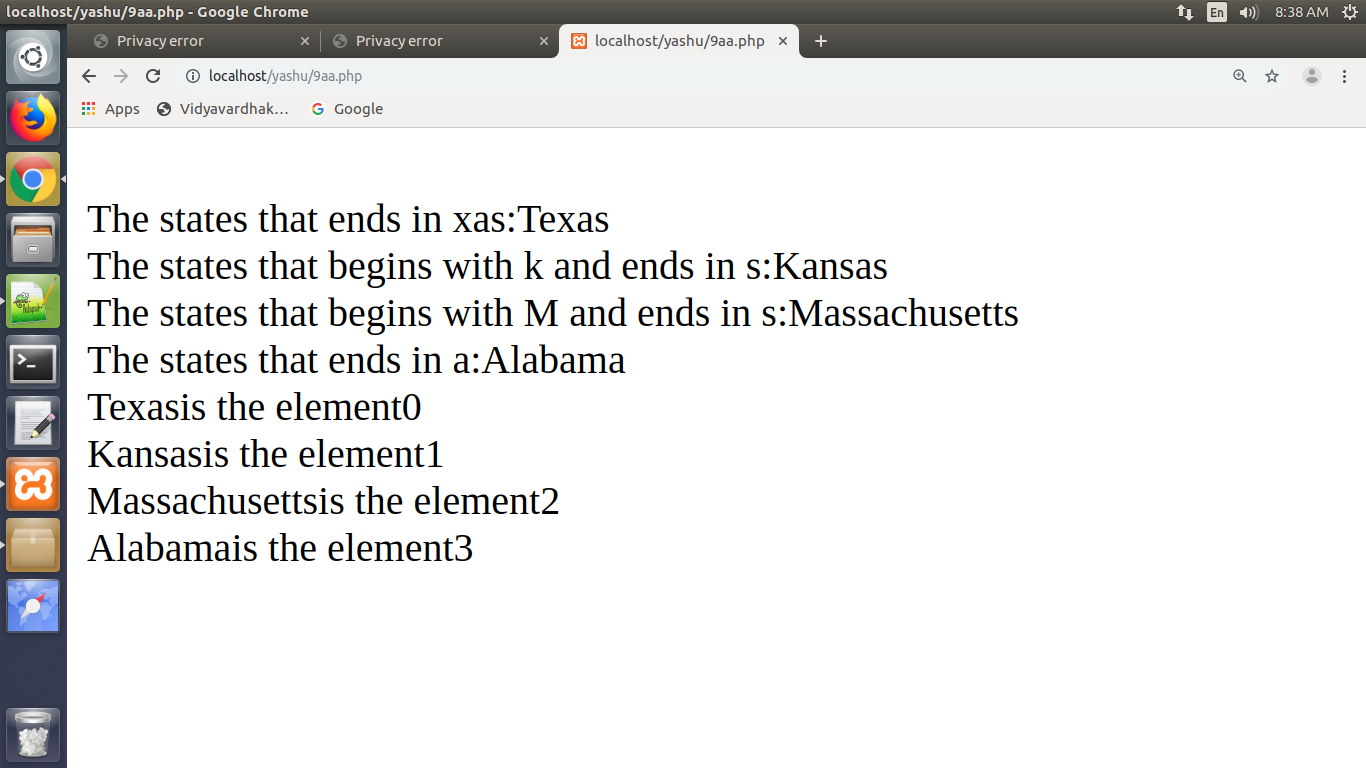 localhost/yashu/9aa.php - Google Chrome
En
8:38 AM
Privacy error
Privacy error
localhost/yashu/9aa.php
localhost/yashu/9aa.php
Apps
Vidyavardhak...
Google
The states that ends in xas:Texas
The states that begins with k and ends in s:Kansas
The states that begins with M and ends in s:Massachusetts
The states that ends in a:Alabama
Texasis the element0
Kansasis the element1
Massachusettsis the element2
Alabamais the element3